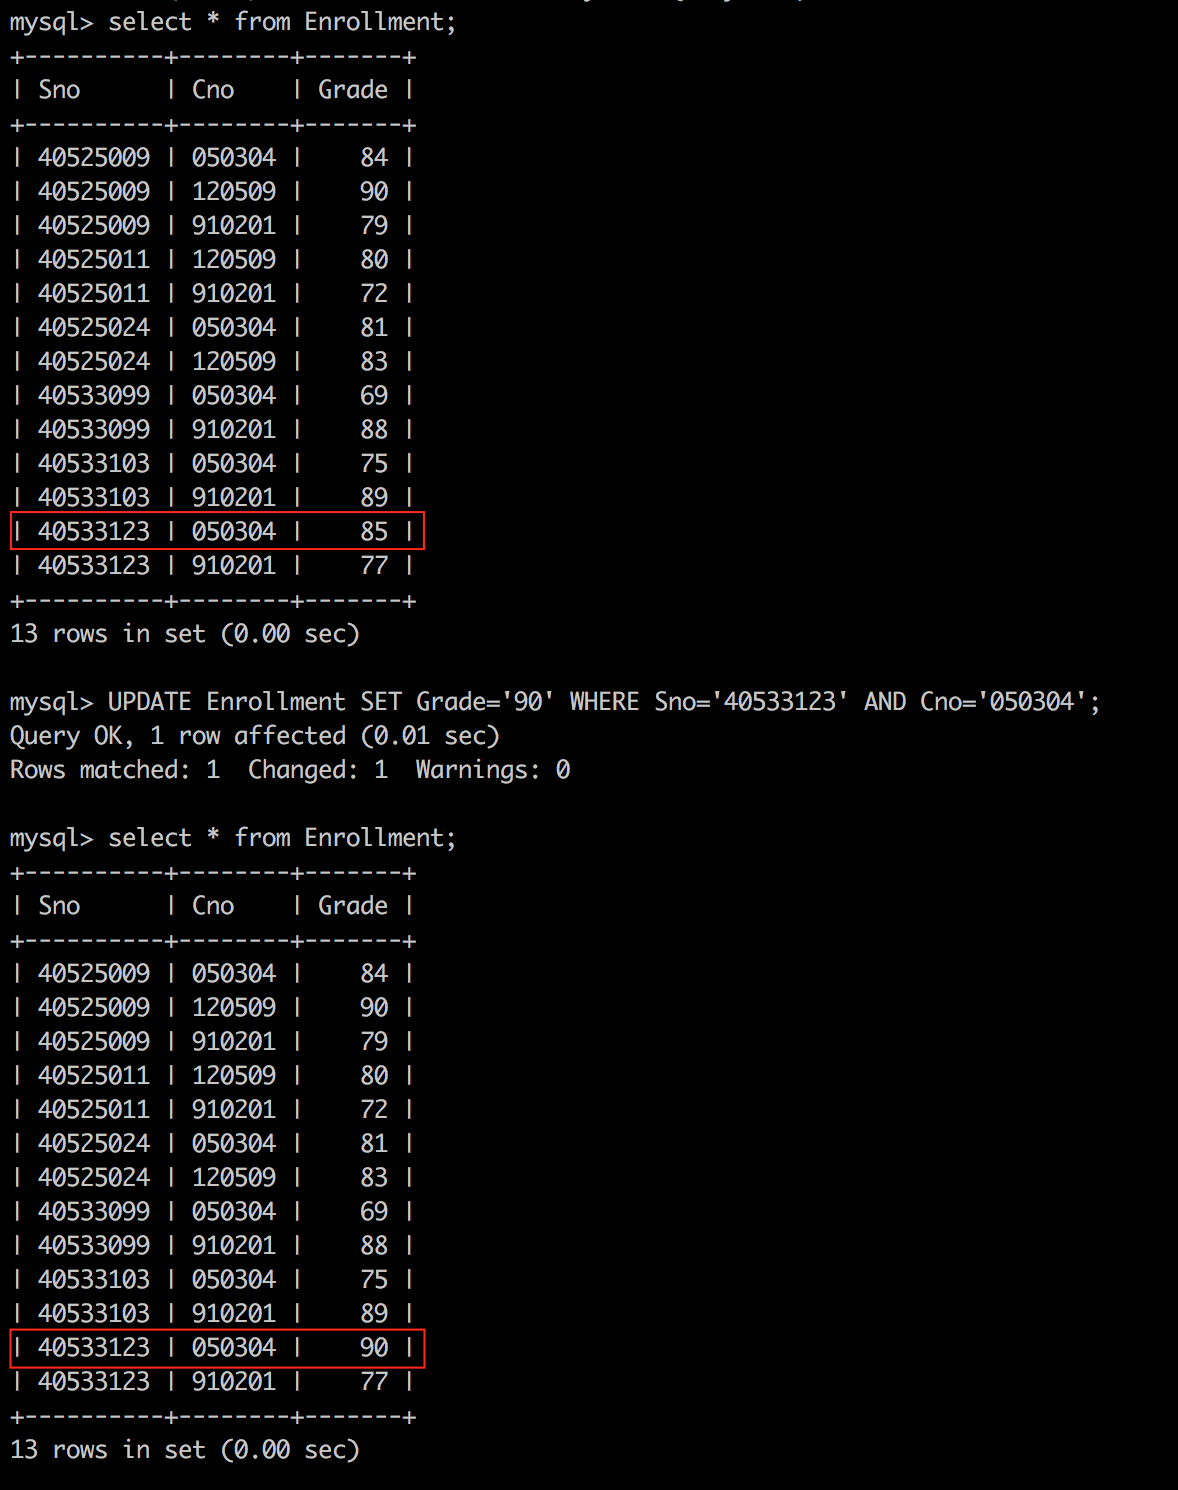 mysql> select * from Enrollment;
+----------+--------+-------+
| Sno      | Cno    | Grade |
+----------+--------+-------+
| 40525009 | 050304 |    84 |
| 40525009 | 120509 |    90 |
| 40525009 | 910201 |    79 |
| 40525011 | 120509 |    80 |
| 40525011 | 910201 |    72 |
| 40525024 | 050304 |    81 |
| 40525024 | 120509 |    83 |
| 40533099 | 050304 |    69 |
| 40533099 | 910201 |    88 |
| 40533103 | 050304 |    75 |
| 40533103 | 910201 |    89 |
| 40533123 | 050304 |    85 |
| 40533123 | 910201 |    77 |
+----------+--------+-------+
13 rows in set (0.00 sec)
mysql> UPDATE Enrollment SET Grade='90' WHERE Sno='40533123' AND Cno='050304';
Query OK, 1 row affected (0.01 sec)
Rows matched: 1  Changed: 1  Warnings: 0
mysql> select * from Enrollment;
+----------+--------+-------+
| Sno      | Cno    | Grade |
+----------+--------+-------+
| 40525009 | 050304 |    84 |
| 40525009 | 120509 |    90 |
| 40525009 | 910201 |    79 |
| 40525011 | 120509 |    80 |
| 40525011 | 910201 |    72 |
| 40525024 | 050304 |    81 |
| 40525024 | 120509 |    83 |
| 40533099 | 050304 |    69 |
| 40533099 | 910201 |    88 |
| 40533103 | 050304 |    75 |
| 40533103 | 910201 |    89 |
| 40533123 | 050304 |    90 |
| 40533123 | 910201 |    77 |
+----------+--------+-------+
13 rows in set (0.00 sec)